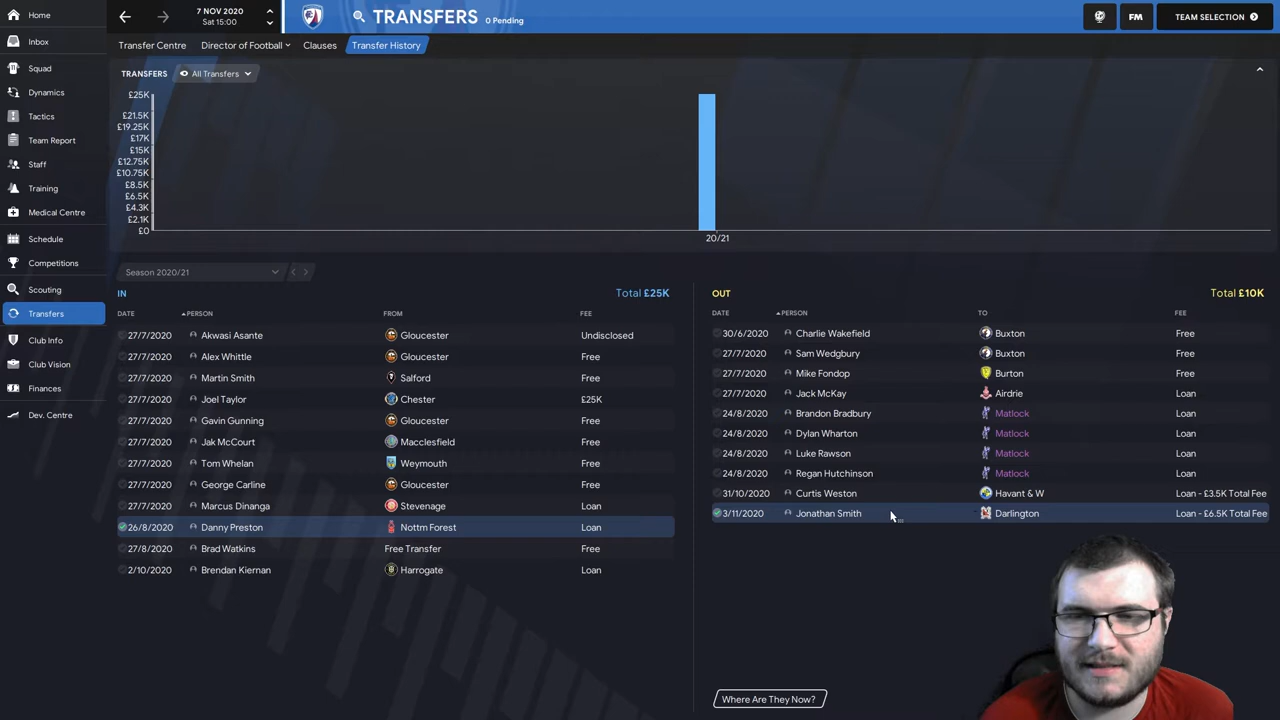 Home
7 NOV 2020
Sat 15:00
TRANSFERS
0 Pending
FM
TEAM SELECTION
Inbox
Squad
Dynamics
Tactics
Team Report
Staff
Training
Medical Centre
Schedule
Competitions
Scouting
Transfers
Club Info
Club Vision
Finances
Dev. Centre
Transfer Centre
Director of Football
Clauses
Transfer History
TRANSFERS
All Transfers
£25K
£21.5K
£19.25K
£17K
£15K
£12.75K
£10.75K
£8.5K
£6.5K
£4.3K
£2.1K
£0
20/21
Season 2020/21
IN
Total £25K
DATE PERSON FROM FEE
27/7/2020 Akwasi Asante Gloucester Undisclosed
27/7/2020 Alex Whittle Gloucester Free
27/7/2020 Martin Smith Salford Free
27/7/2020 Joel Taylor Chester £25K
27/7/2020 Gavin Gunning Gloucester Free
27/7/2020 Jak McCourt Macclesfield Free
27/7/2020 Tom Whelan Weymouth Free
27/7/2020 George Carline Gloucester Free
27/7/2020 Marcus Dinanga Stevenage Loan
26/8/2020 Danny Preston Nottm Forest Loan
27/8/2020 Brad Watkins Free Transfer Free
2/10/2020 Brendan Kiernan Harrogate Loan
OUT
Total £10K
DATE PERSON TO FEE
30/6/2020 Charlie Wakefield Buxton Free
27/7/2020 Sam Wedgbury Buxton Free
27/7/2020 Mike Fondop Burton Free
27/7/2020 Jack McKay Airdrie Loan
24/8/2020 Brandon Bradbury Matlock Loan
24/8/2020 Dylan Wharton Matlock Loan
24/8/2020 Luke Rawson Matlock Loan
24/8/2020 Regan Hutchinson Matlock Loan
31/10/2020 Curtis Weston Havant & W Loan - £3.5K Total Fee
3/11/2020 Jonathan Smith Darlington Loan - £6.5K Total Fee
Where Are They Now?